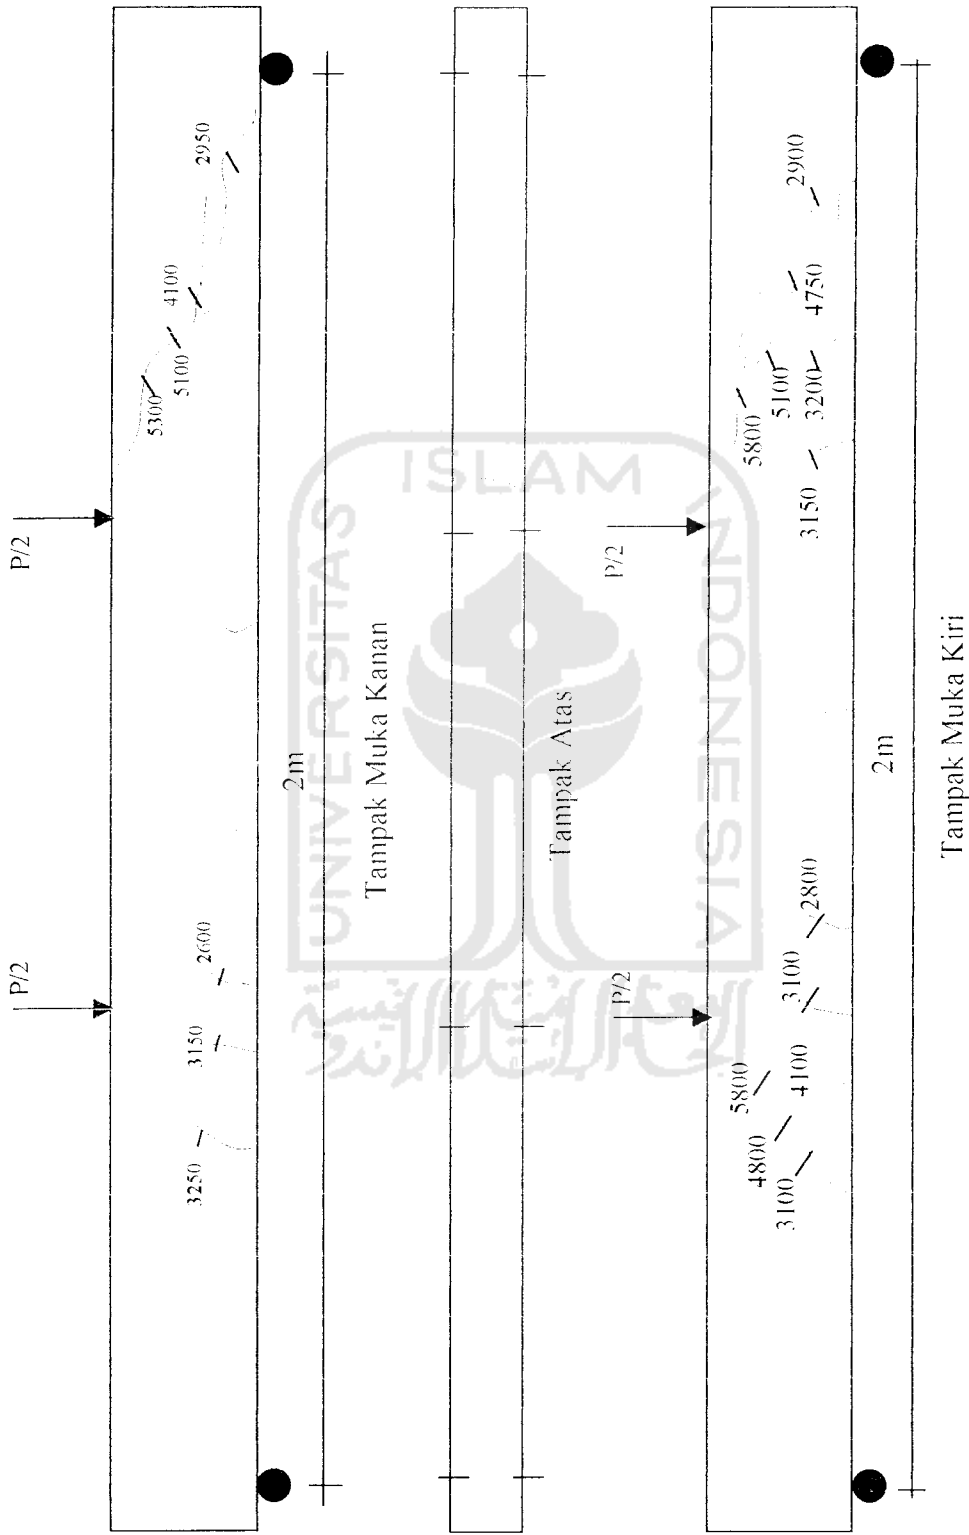 P/2
P/2
3250
3150
2600
5300
5100
4100
2950
2m
Tampak Muka Kanan
Tampak Atas
P/2
P/2
3100
4800
5800
4100
3100
2800
3150
5800
5100
3200
4750
2900
2m
Tampak Muka Kiri
UNIVERSITAS
ISLAM
INDONESIA